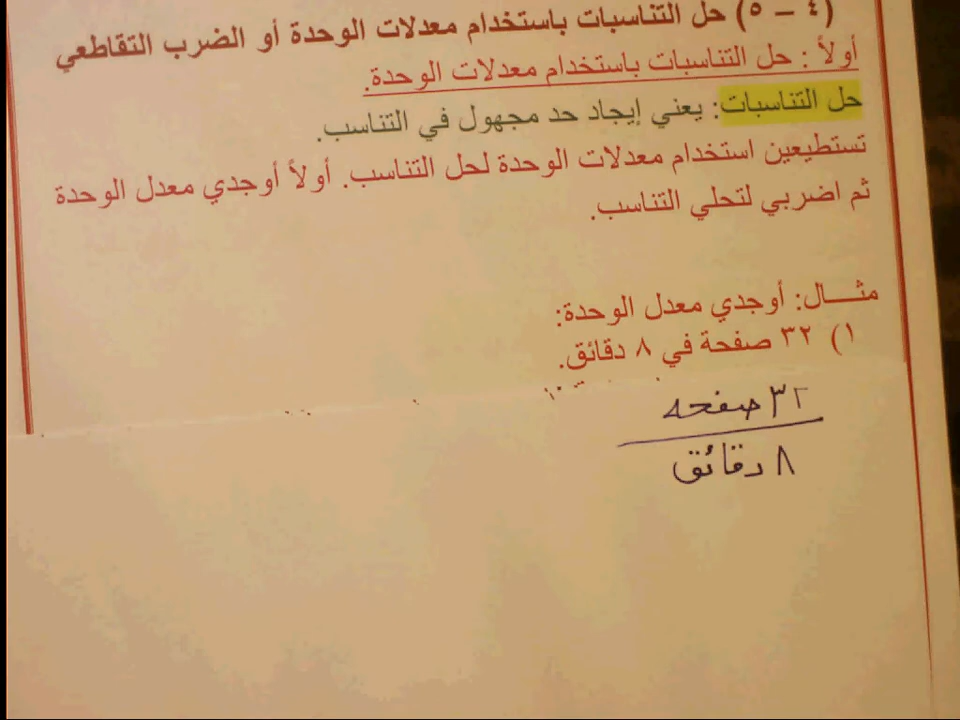 (٤ – ٥) حل التناسبات باستخدام معدلات الوحدة أو الضرب التقاطعي
أولاً : حل التناسبات باستخدام معدلات الوحدة.
حل التناسبات: يعني إيجاد حد مجهول في التناسب.
تستطيعين استخدام معدلات الوحدة لحل التناسب. أولاً أوجدي معدل الوحدة
ثم اضربي لتحلي التناسب.
مثـــال: أوجدي معدل الوحدة:
١) ٣٢ صفحة في ٨ دقائق.
٣٢ صفحه
٨ دقائق